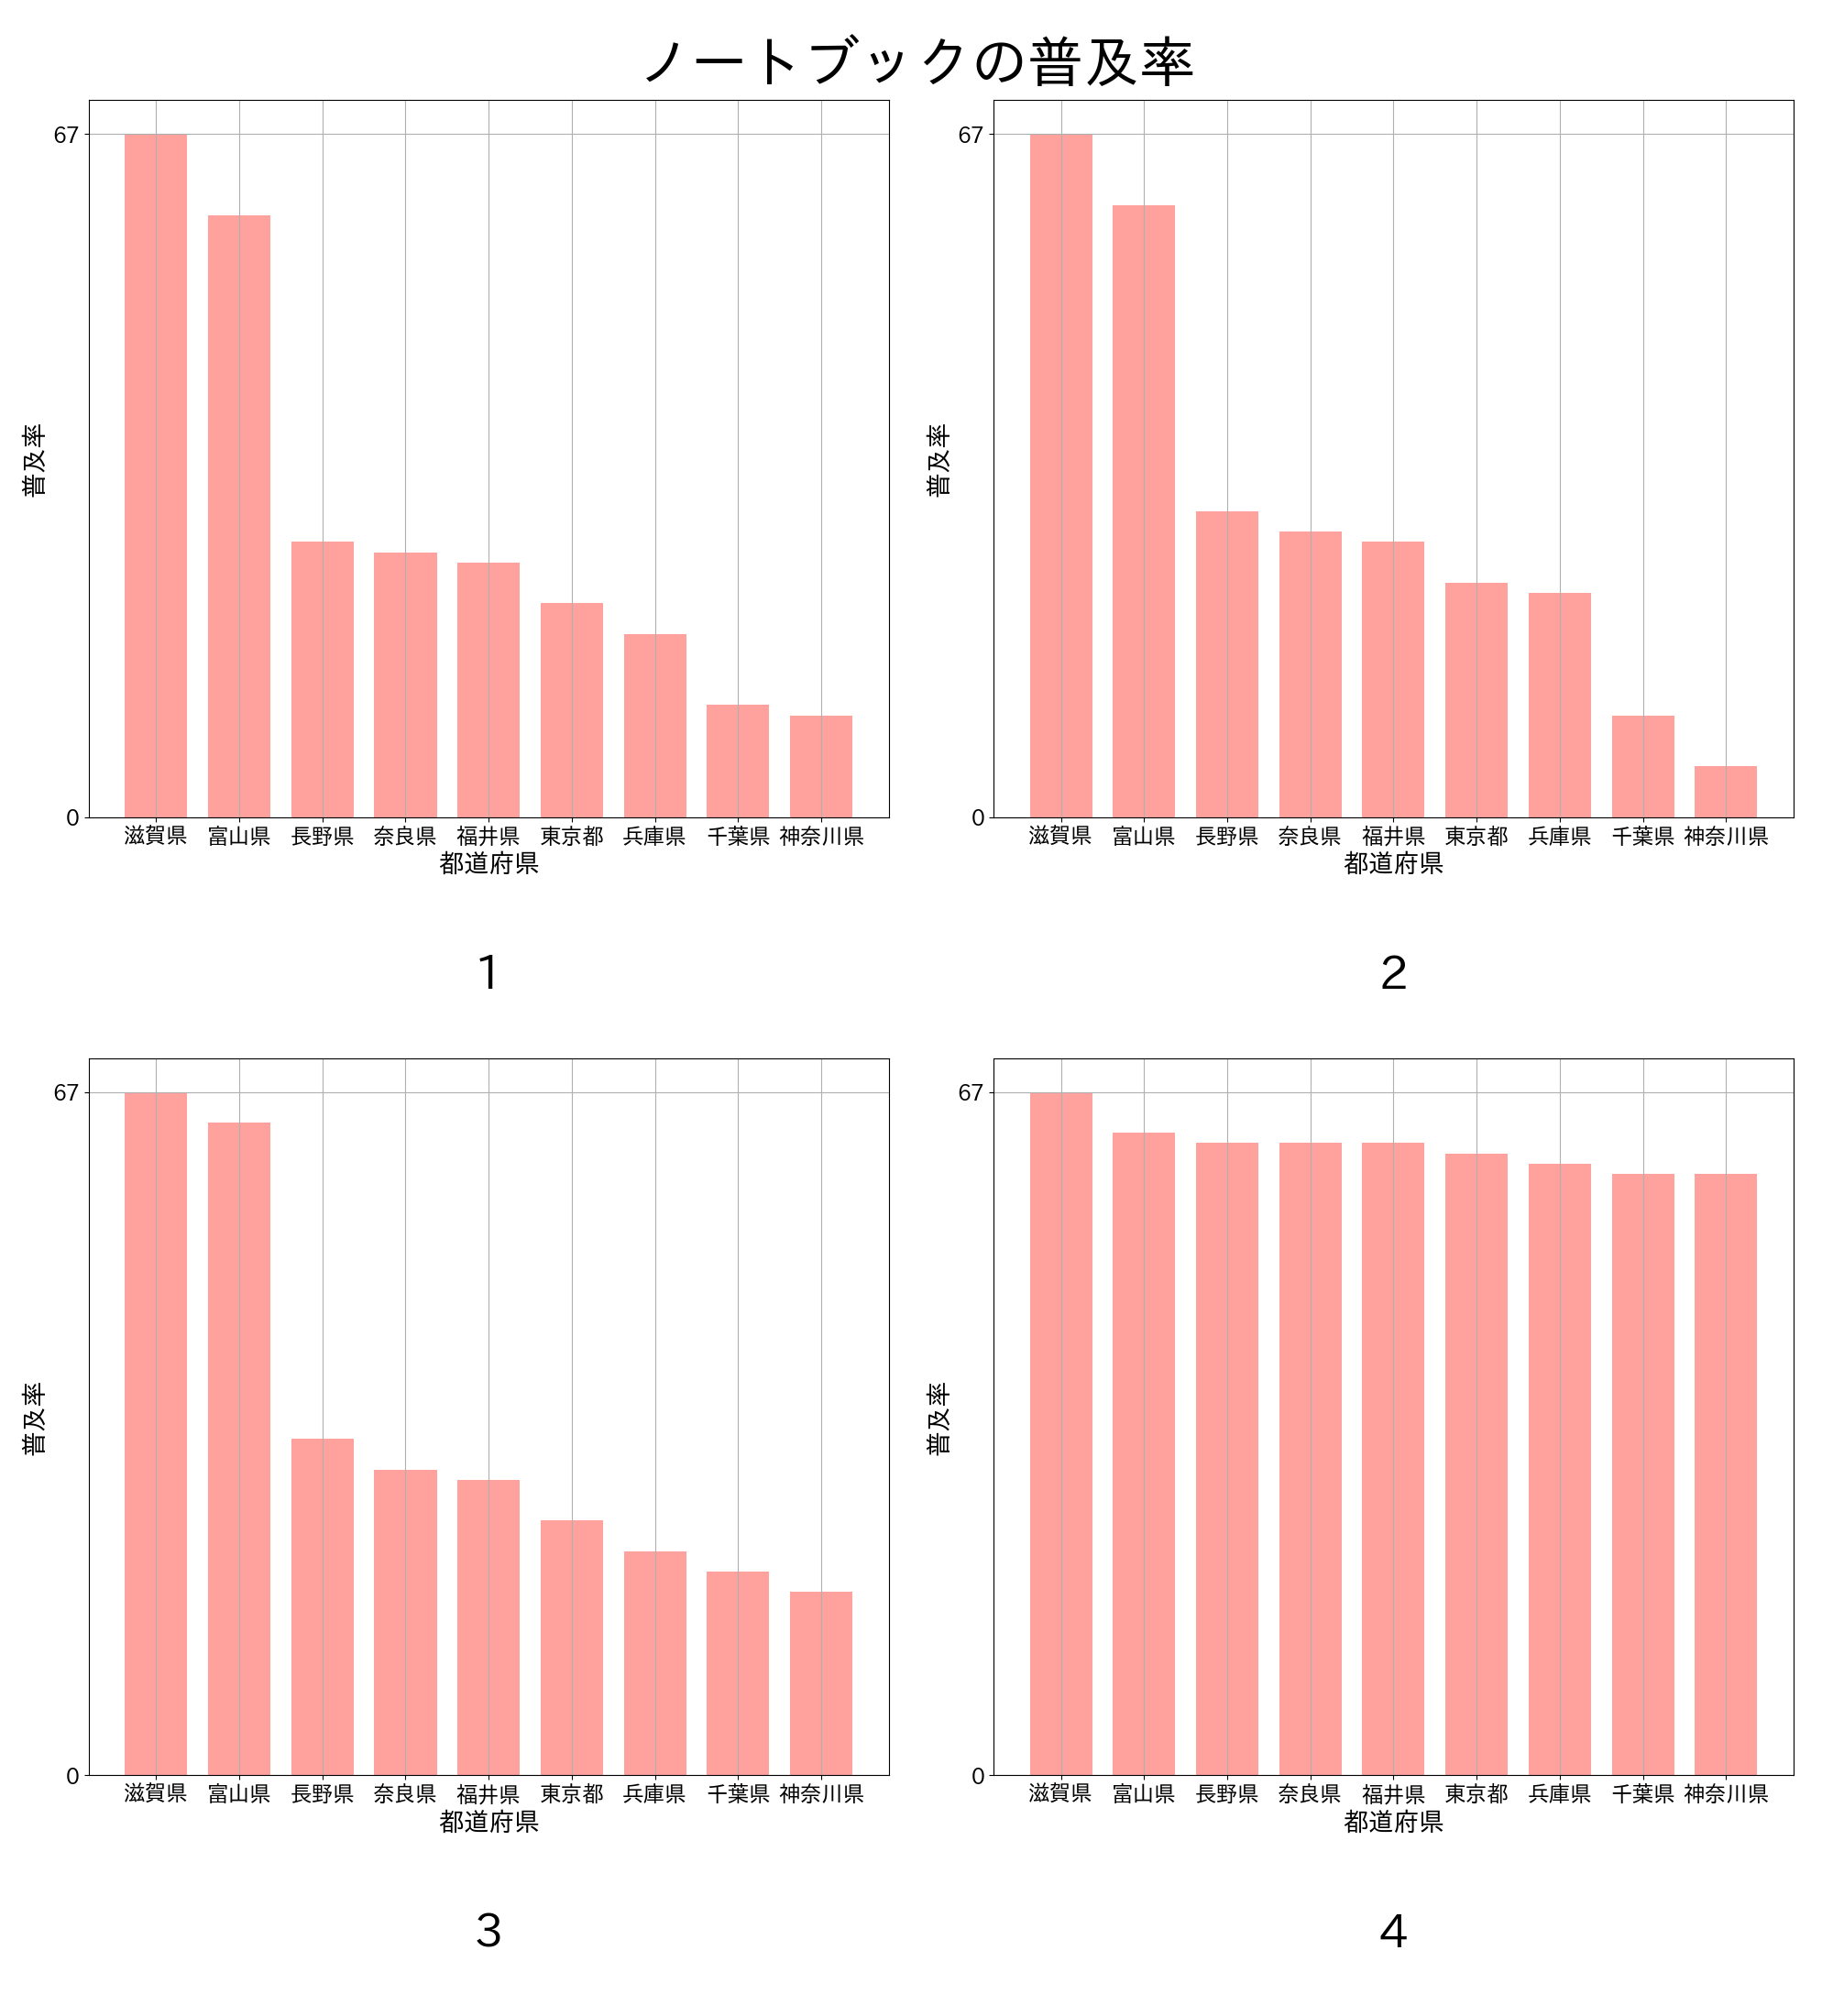 ノートブックの普及率
67
0
普及率
滋賀県 富山県 長野県 奈良県 福井県 東京都 兵庫県 千葉県 神奈川県
都道府県
1
67
0
普及率
滋賀県 富山県 長野県 奈良県 福井県 東京都 兵庫県 千葉県 神奈川県
都道府県
2
67
0
普及率
滋賀県 富山県 長野県 奈良県 福井県 東京都 兵庫県 千葉県 神奈川県
都道府県
3
67
0
普及率
滋賀県 富山県 長野県 奈良県 福井県 東京都 兵庫県 千葉県 神奈川県
都道府県
4